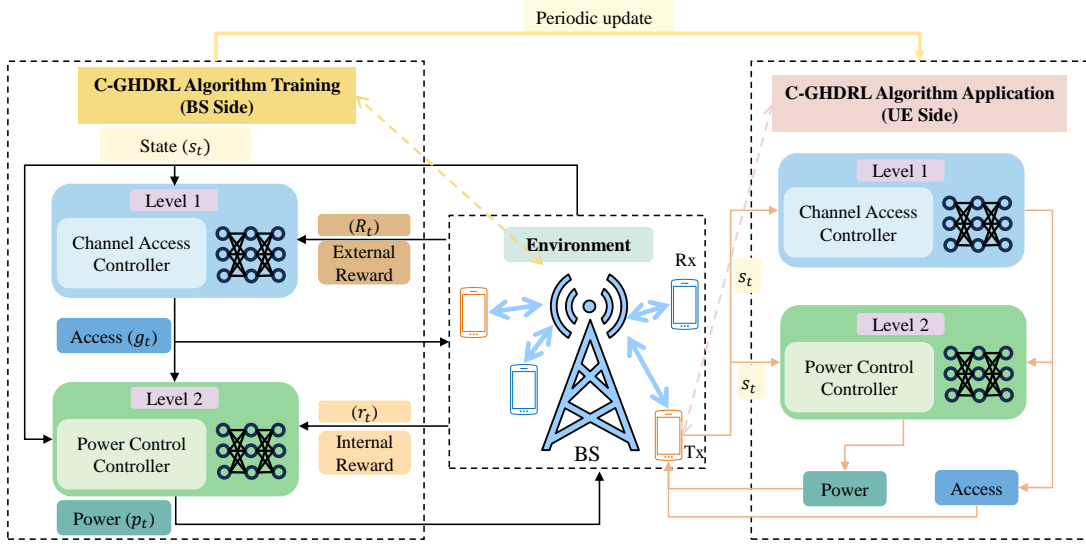 Periodic update
C-GHDRL Algorithm Training
(BS Side)
State (s_t)
Level 1
Channel Access
Controller
(R_t)
External
Reward
Access (g_t)
Level 2
Power Control
Controller
(r_t)
Internal
Reward
Power (p_t)
Environment
Rx
BS
Tx
C-GHDRL Algorithm Application
(UE Side)
Level 1
Channel Access
Controller
s_t
Level 2
Power Control
Controller
s_t
Power
Access